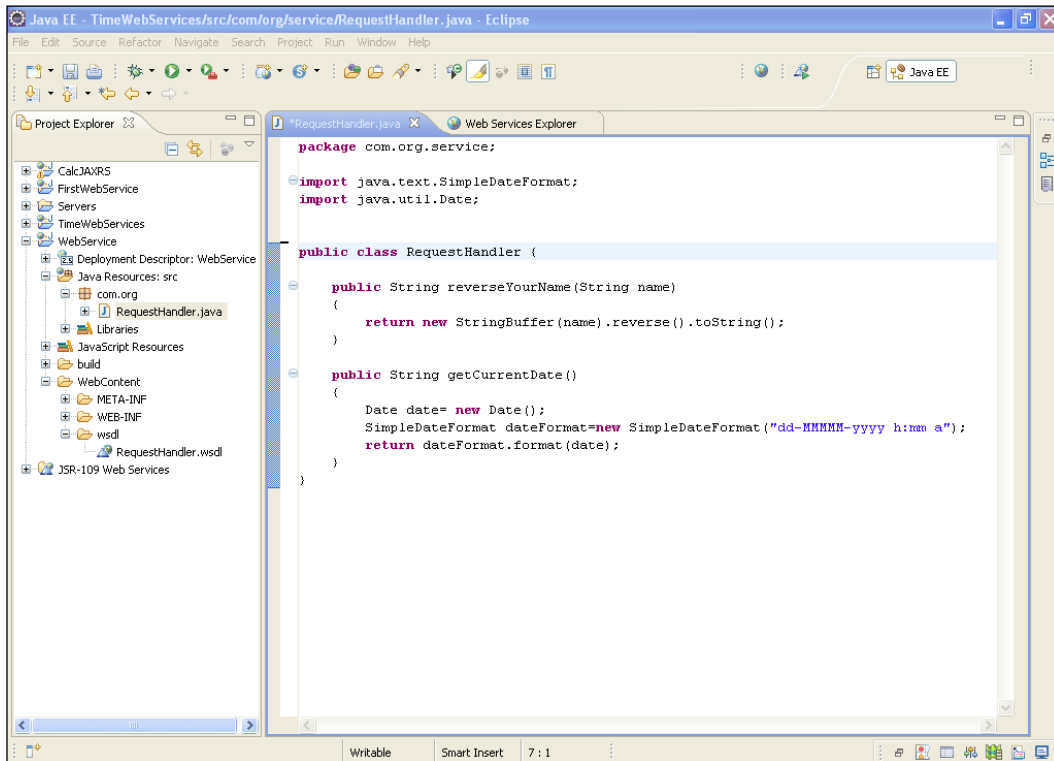 Java EE - TimeWebServices/src/com/org/service/RequestHandler.java - Eclipse
File Edit Source Refactor Navigate Search Project Run Window Help
Java EE
Project Explorer
*RequestHandler.java
Web Services Explorer
CalcJAXRS
FirstWebService
Servers
TimeWebServices
WebService
Deployment Descriptor: WebService
Java Resources: src
com.org
RequestHandler.java
Libraries
JavaScript Resources
build
WebContent
META-INF
WEB-INF
wsdl
RequestHandler.wsdl
JSR-109 Web Services
package com.org.service;
import java.text.SimpleDateFormat;
import java.util.Date;
public class RequestHandler {
public String reverseYourName(String name)
{
return new StringBuffer(name).reverse().toString();
}
public String getCurrentDate()
{
Date date= new Date();
SimpleDateFormat dateFormat=new SimpleDateFormat("dd-MMMMM-yyyy h:mm a");
return dateFormat.format(date);
}
}
Writable
Smart Insert
7 : 1